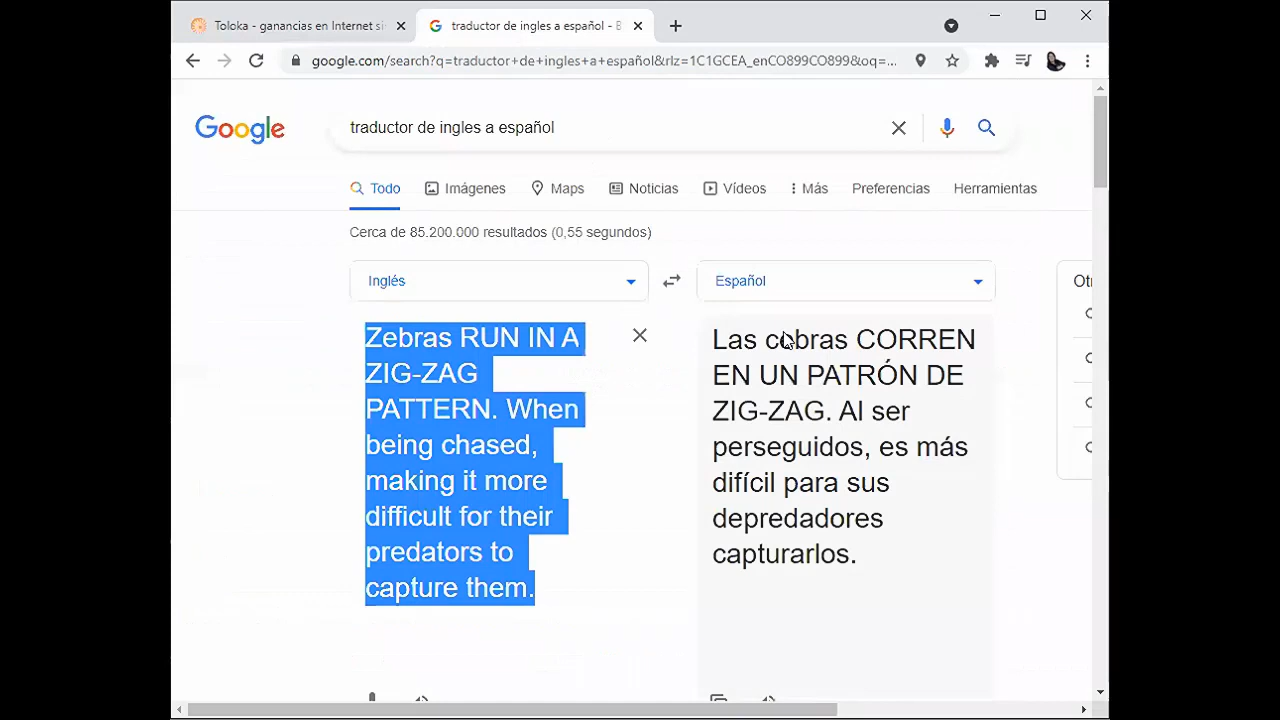 Toloka - ganancias en Internet si
traductor de ingles a español - B
google.com/search?q=traductor+de+ingles+a+español&rlz=1C1GCEA_enCO899CO899&oq=...
Google
traductor de ingles a español
Todo
Imágenes
Maps
Noticias
Vídeos
Más
Preferencias
Herramientas
Cerca de 85.200.000 resultados (0,55 segundos)
Inglés
Español
Zebras RUN IN A
ZIG-ZAG
PATTERN. When
being chased,
making it more
difficult for their
predators to
capture them.
Las cebras CORREN
EN UN PATRÓN DE
ZIG-ZAG. Al ser
perseguidos, es más
difícil para sus
depredadores
capturarlos.